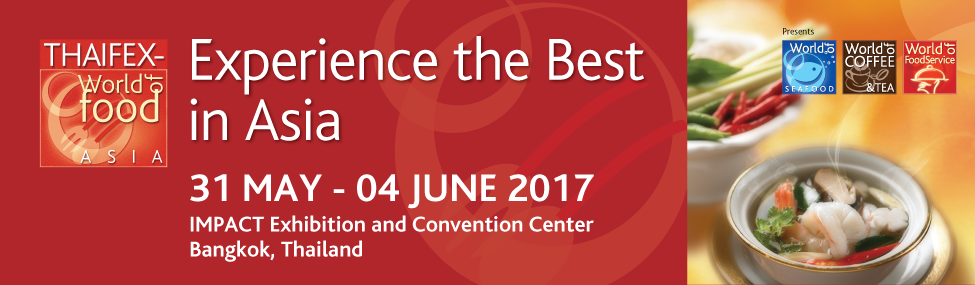 THAIFEX-
World of
food
ASIA
Experience the Best
in Asia
31 MAY - 04 JUNE 2017
IMPACT Exhibition and Convention Center
Bangkok, Thailand
Presents
World of
SEAFOOD
World of
COFFEE
&TEA
World of
FoodService